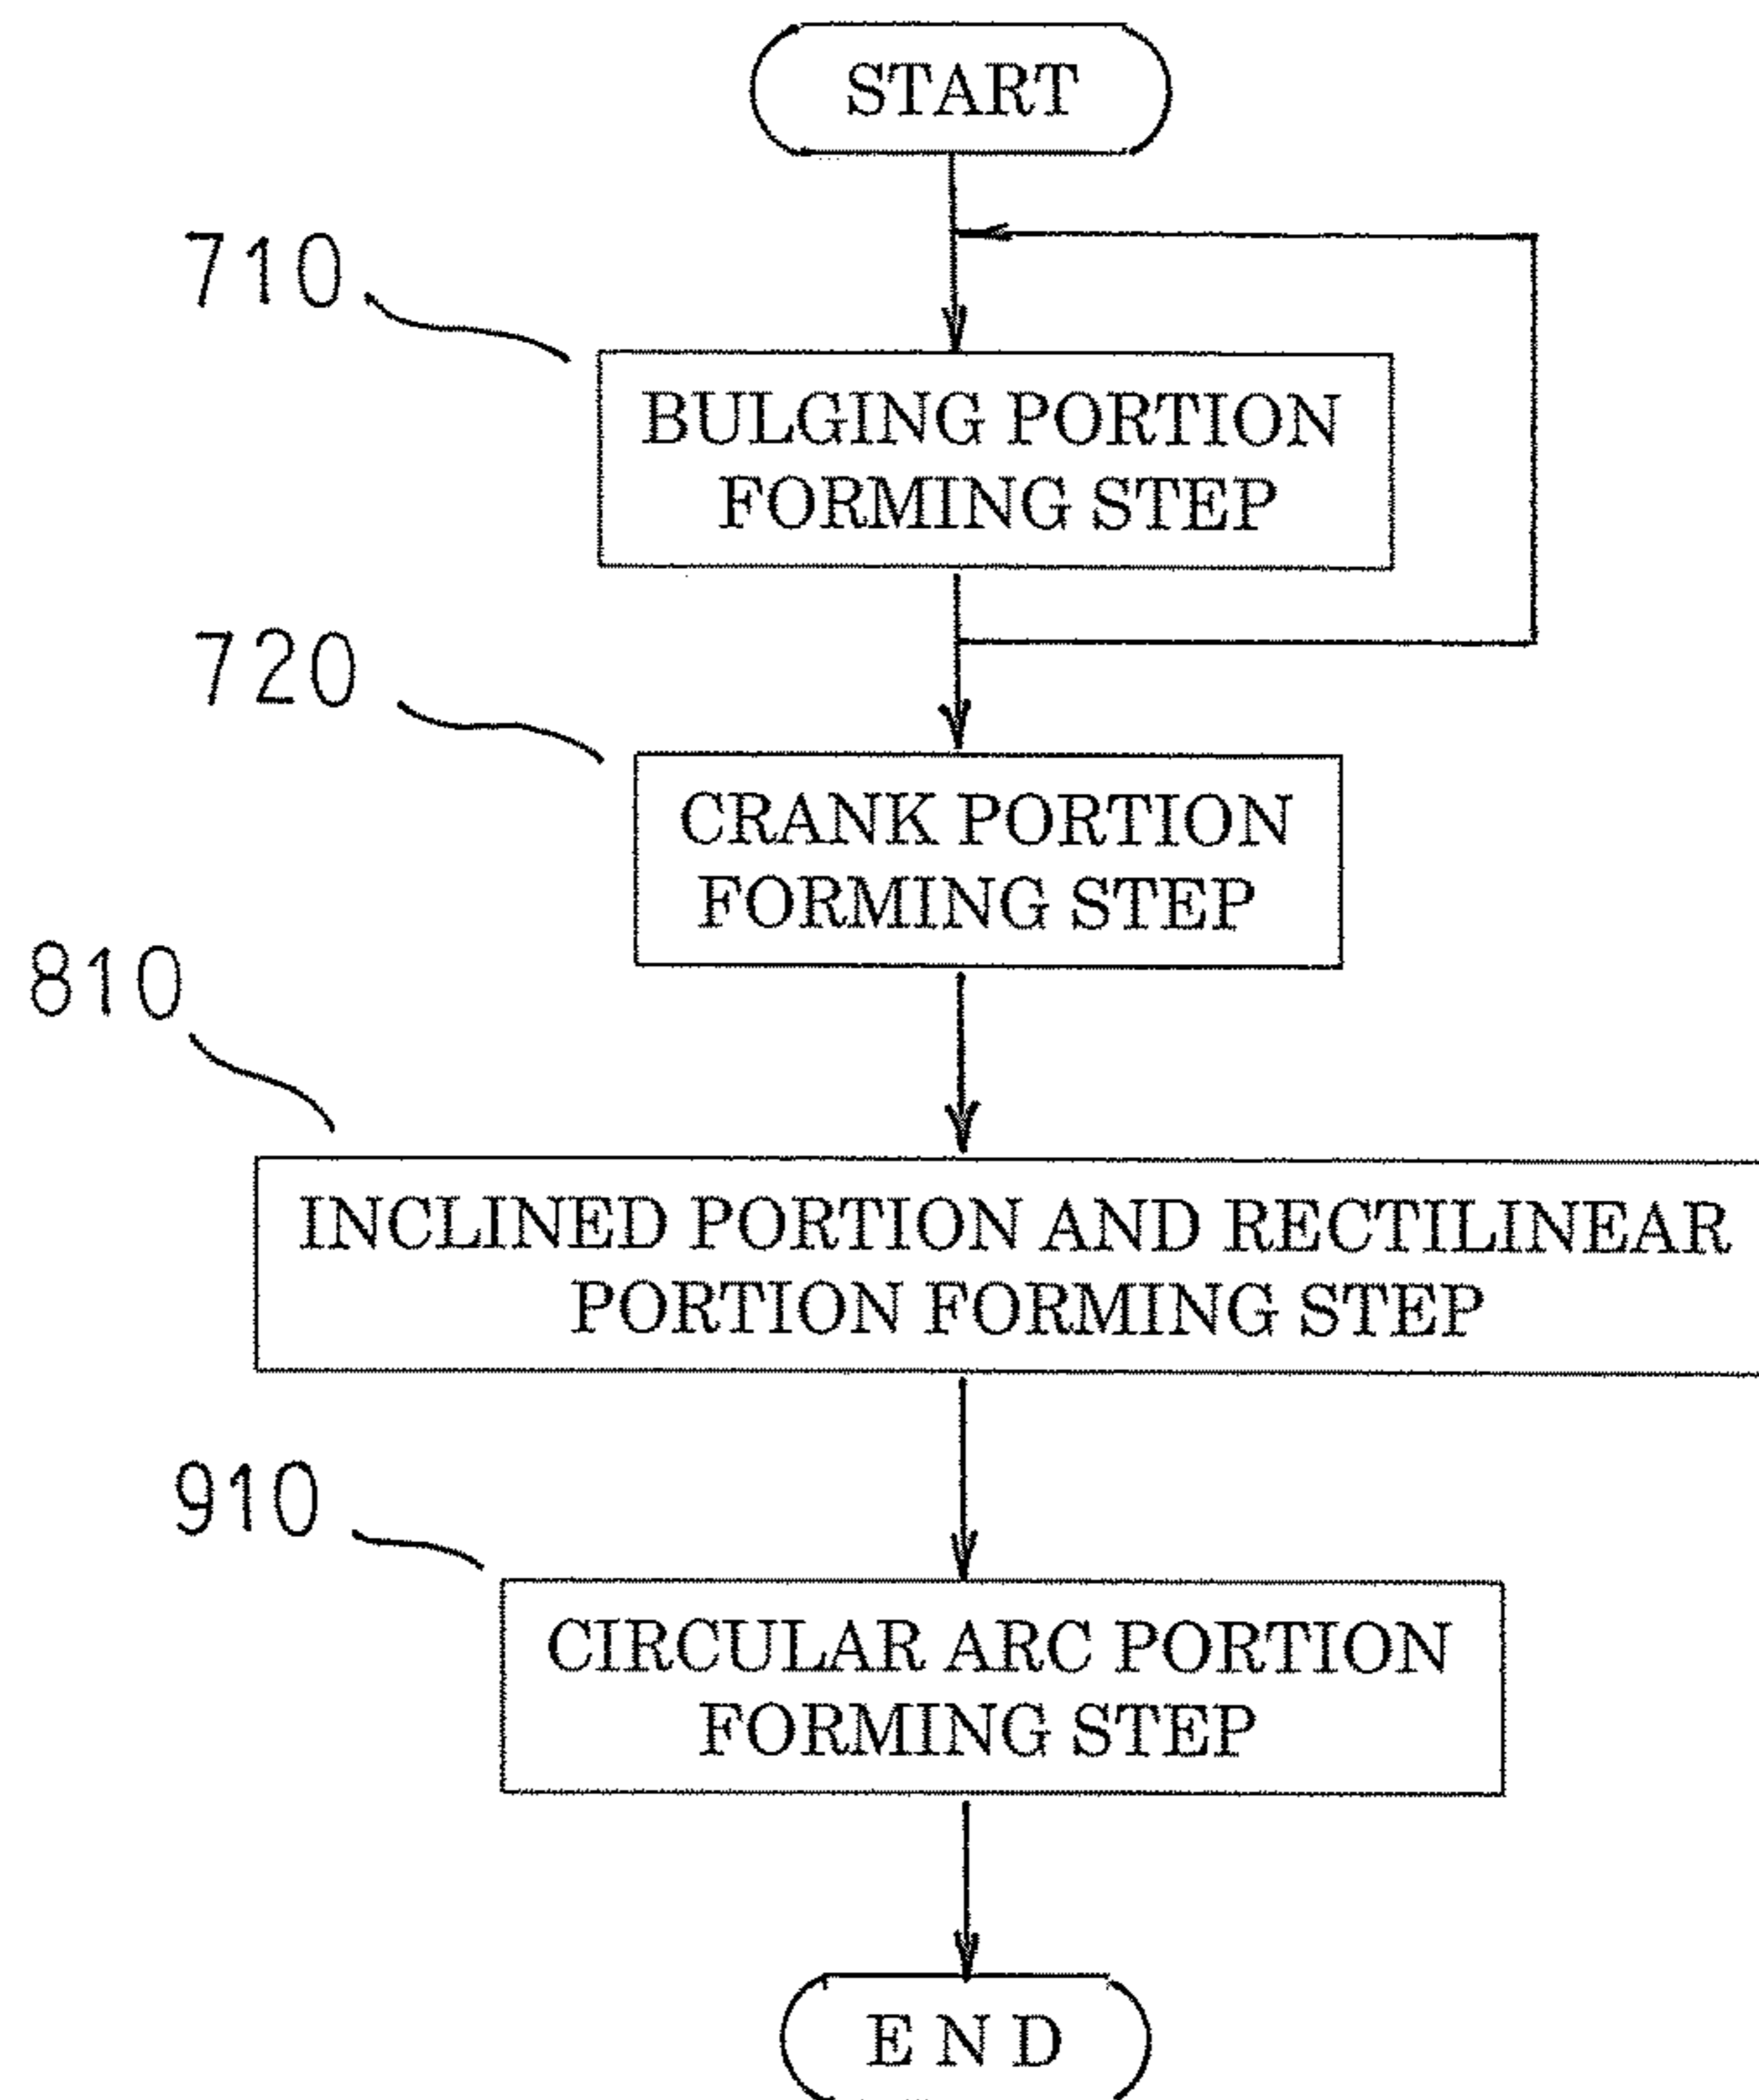 START
710
BULGING PORTION
FORMING STEP
720
CRANK PORTION
FORMING STEP
810
INCLINED PORTION AND RECTILINEAR
PORTION FORMING STEP
910
CIRCULAR ARC PORTION
FORMING STEP
END